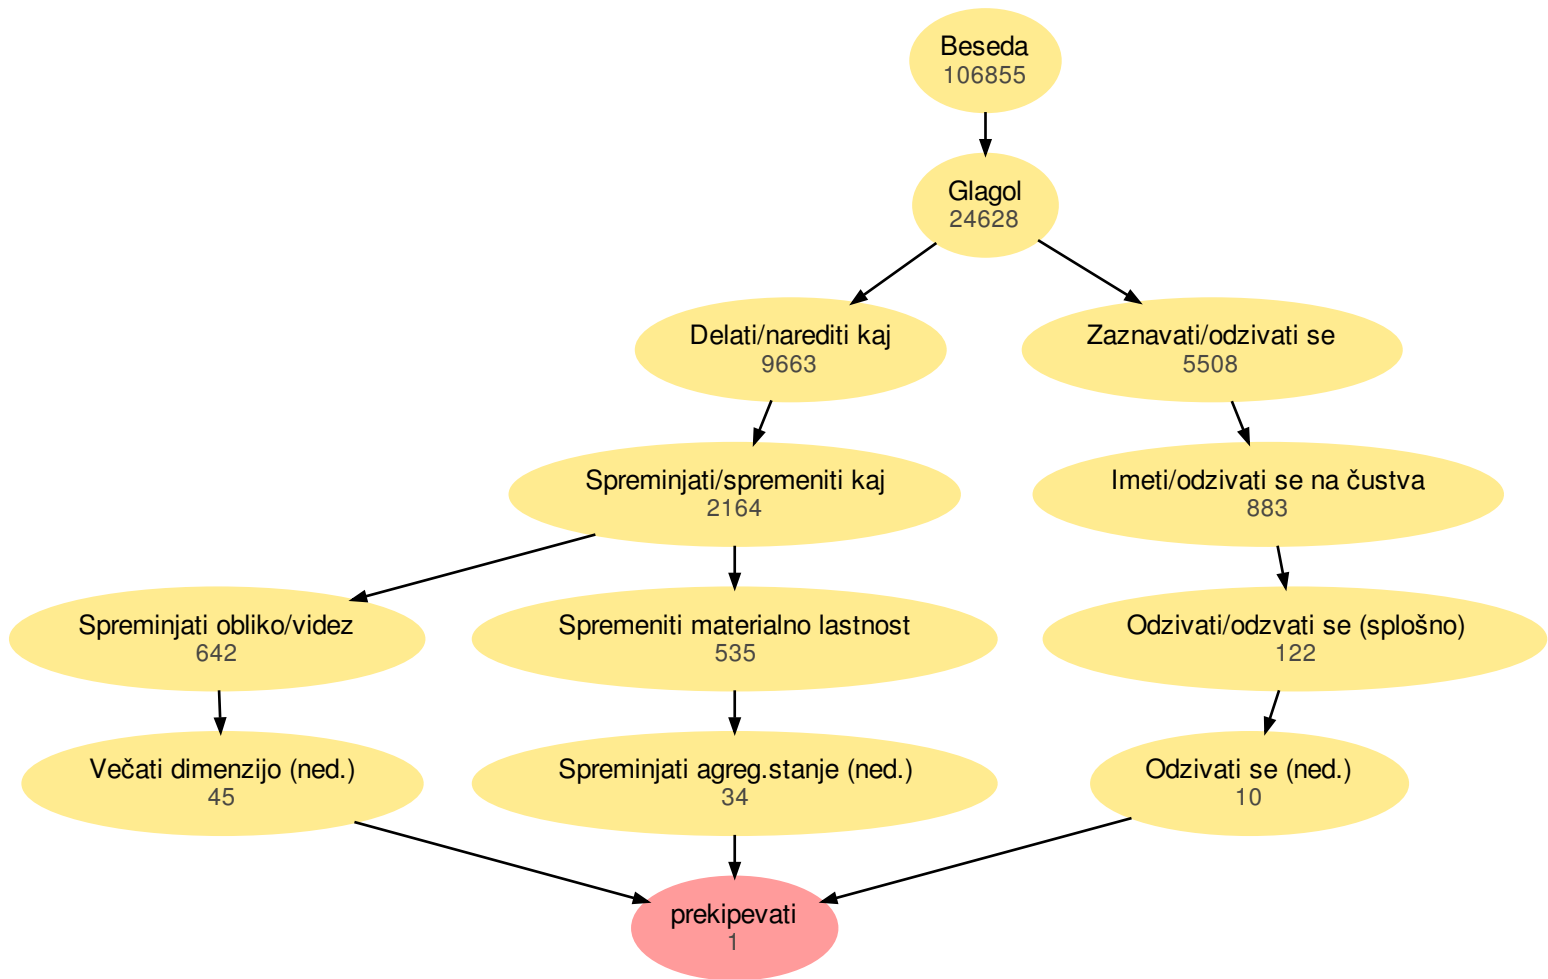 Beseda
106855
Glagol
24628
Delati/narediti kaj
9663
Zaznavati/odzivati se
5508
Spreminjati/spremeniti kaj
2164
Imeti/odzivati se na čustva
883
Spreminjati obliko/videz
642
Spremeniti materialno lastnost
535
Odzivati/odzvati se (splošno)
122
Večati dimenzijo (ned.)
45
Spreminjati agreg.stanje (ned.)
34
Odzivati se (ned.)
10
prekipevati
1